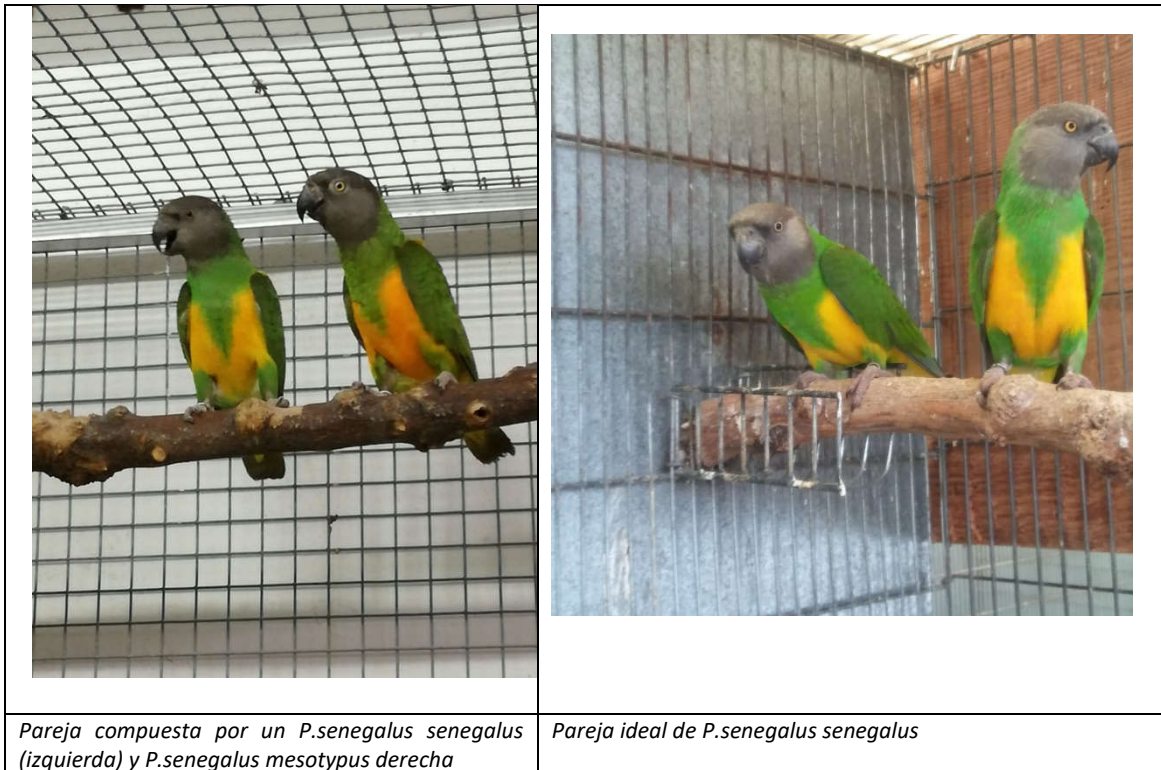 Pareja compuesta por un P.senegalus senegalus
(izquierda) y P.senegalus mesotypus derecha
Pareja ideal de P.senegalus senegalus